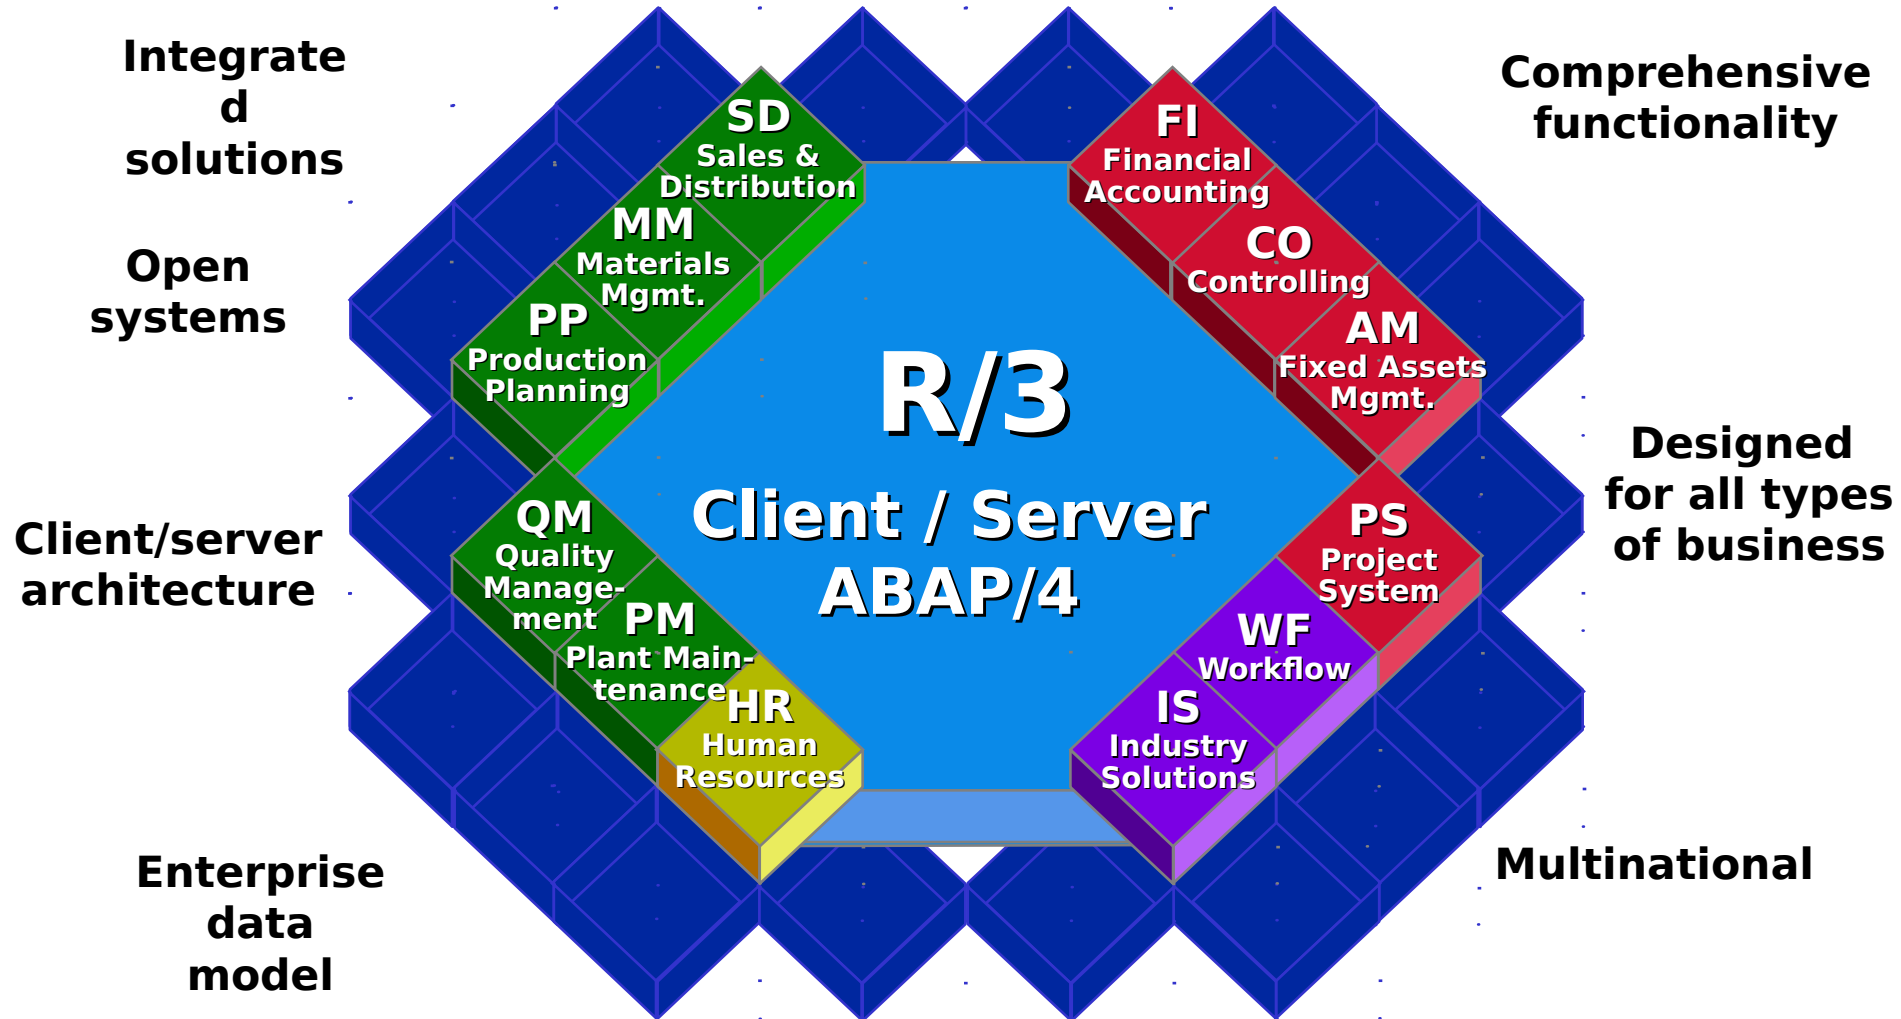 Integrate
d
solutions
Open
systems
Client/server
architecture
Enterprise
data
model
SD
Sales &
Distribution
MM
Materials
Mgmt.
PP
Production
Planning
QM
Quality
Manage-
ment
PM
Plant Main-
tenance
HR
Human
Resources
R/3
Client / Server
ABAP/4
FI
Financial
Accounting
CO
Controlling
AM
Fixed Assets
Mgmt.
PS
Project
System
WF
Workflow
IS
Industry
Solutions
Comprehensive
functionality
Designed
for all types
of business
Multinational